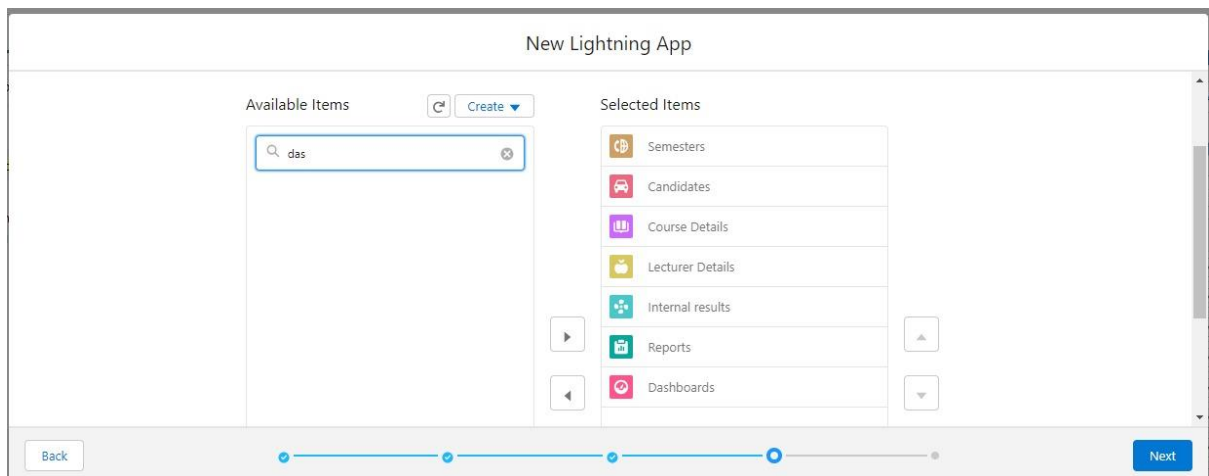 New Lightning App
Available Items
Create
das
Selected Items
Semesters
Candidates
Course Details
Lecturer Details
Internal results
Reports
Dashboards
Back
Next